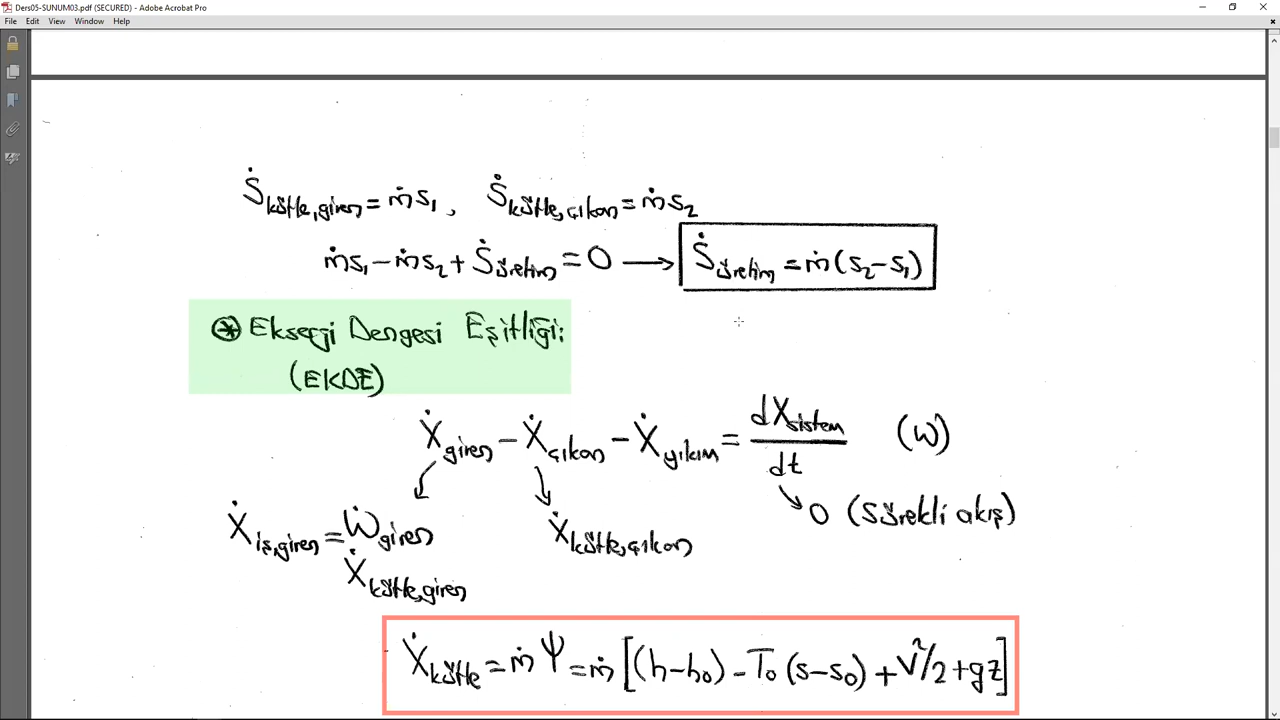 Ders05-SUNUM03.pdf (SECURED) - Adobe Acrobat Pro
File Edit View Window Help
Ṡkütle,giren = ṁs₁, Ṡkütle,çıkan = ṁs₂
ṁs₁ − ṁs₂ + Ṡüretim = 0 → Ṡüretim = ṁ(s₂ − s₁)
⊛ Ekserji Dengesi Eşitliği:
(EKDE)
Ẋgiren − Ẋçıkan − Ẋyıkım = dXsistem/dt (W)
0 (Sürekli akış)
Ẋiş,giren = Ẇgiren
Ẋkütle,çıkan
Ẋkütle,giren
Ẋkütle = ṁψ = ṁ[(h−h₀) − T₀(s−s₀) + V²/2 + gz]